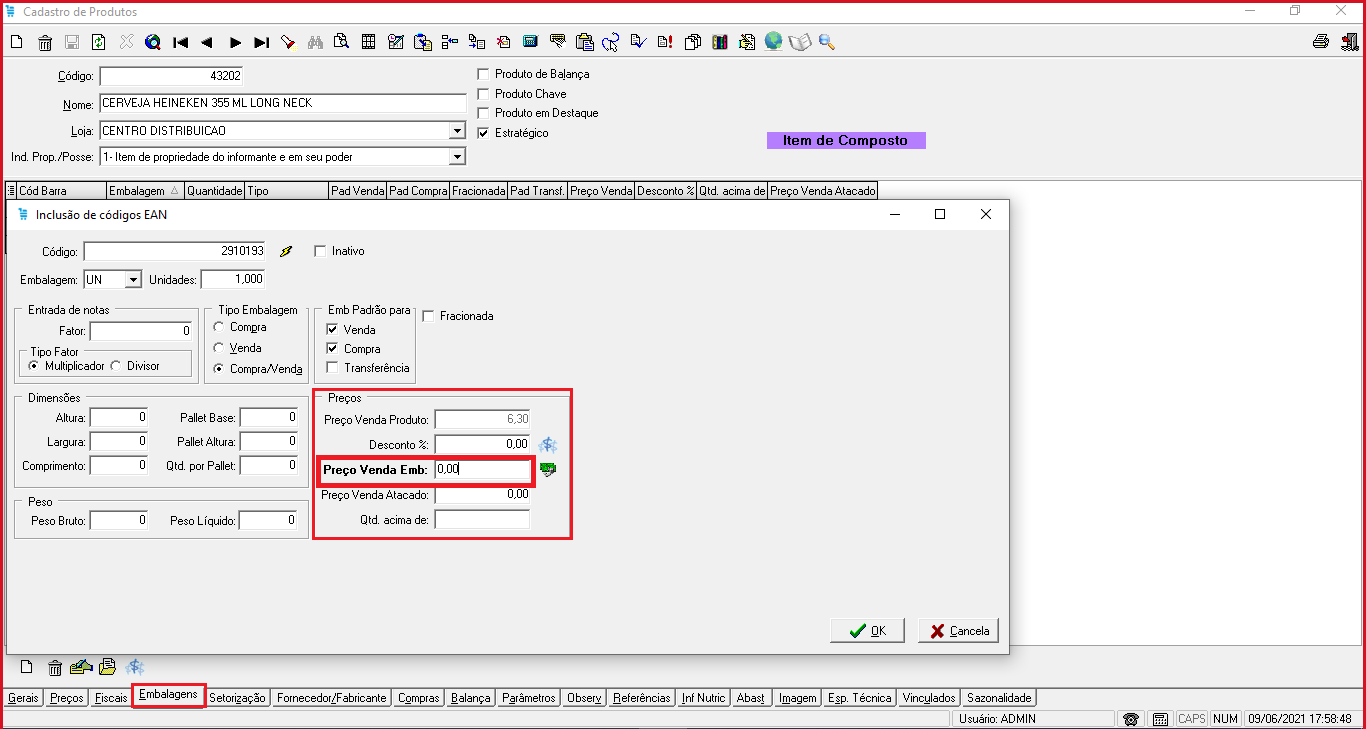 Cadastro de Produtos
Código: 43202
Nome: CERVEJA HEINEKEN 355 ML LONG NECK
Loja: CENTRO DISTRIBUICAO
Ind. Prop./Posse: 1- Item de propriedade do informante e em seu poder
Produto de Balança
Produto Chave
Produto em Destaque
Estratégico
Item de Composto
Cód Barra Embalagem Quantidade Tipo Pad Venda Pad Compra Fracionada Pad Transf. Preço Venda Desconto % Qtd. acima de Preço Venda Atacado
Inclusão de códigos EAN
Código: 2910193 Inativo
Embalagem: UN Unidades: 1,000
Entrada de notas
Fator: 0
Tipo Fator
Multiplicador Divisor
Tipo Embalagem
Compra
Venda
Compra/Venda
Emb Padrão para
Venda
Compra
Transferência
Fracionada
Dimensões
Altura: 0 Pallet Base: 0
Largura: 0 Pallet Altura: 0
Comprimento: 0 Qtd. por Pallet: 0
Peso
Peso Bruto: 0 Peso Líquido: 0
Preços
Preço Venda Produto: 6,30
Desconto %: 0,00
Preço Venda Emb: 0,00
Preço Venda Atacado: 0,00
Qtd. acima de:
OK Cancela
Gerais Preços Fiscais Embalagens Setorização Fornecedor/Fabricante Compras Balança Parâmetros Observ Referências Inf Nutric Abast Imagem Esp. Técnica Vinculados Sazonalidade
Usuário: ADMIN CAPS NUM 09/06/2021 17:58:48